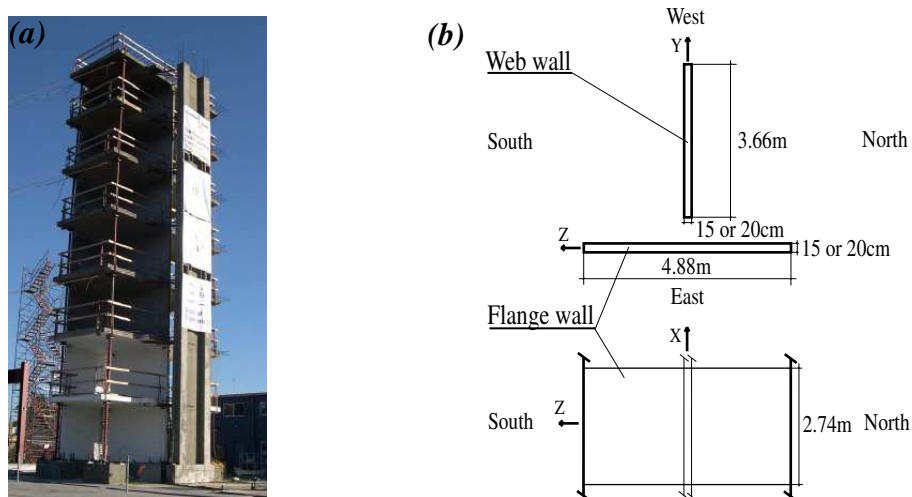 (a)
(b)
West
Y
Web wall
South
3.66m
North
15 or 20cm
Z
15 or 20cm
4.88m
East
Flange wall
X
South
Z
2.74m
North